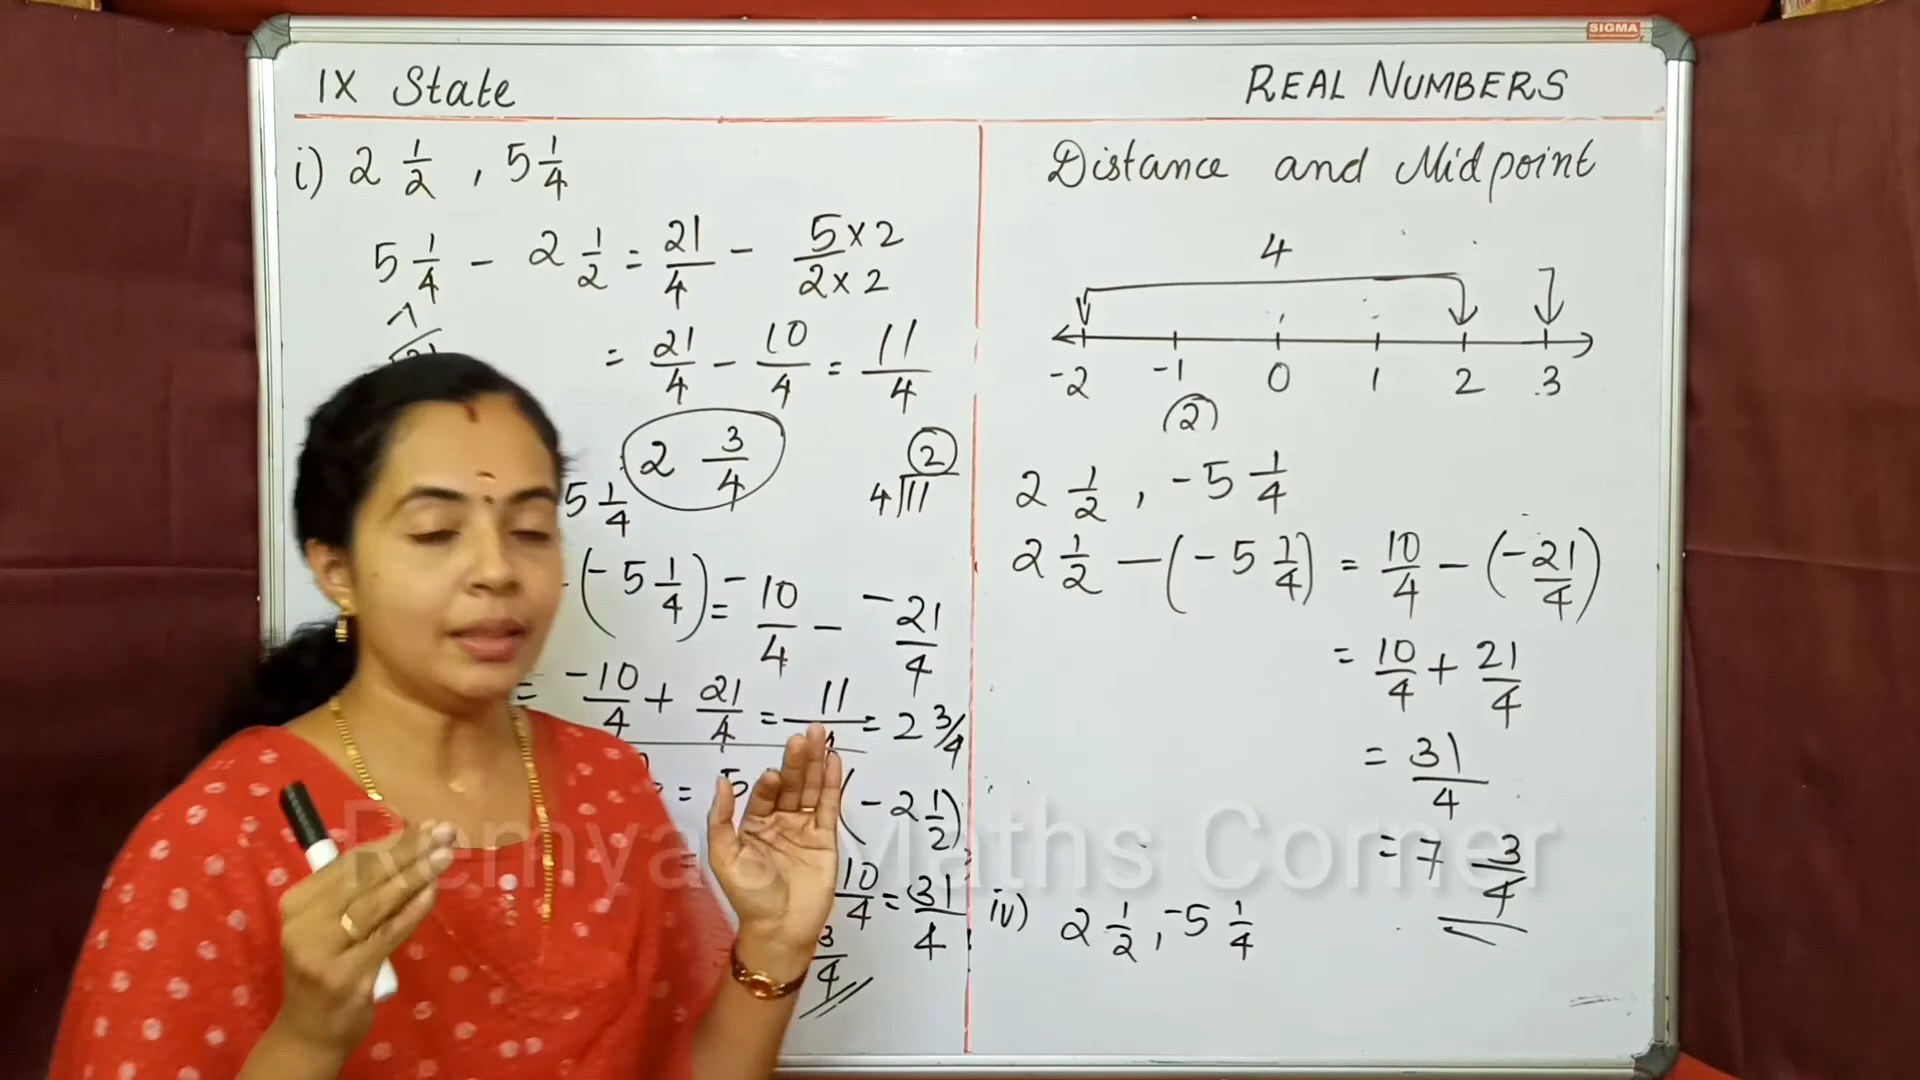 SIGMA
IX State
REAL NUMBERS
i) 2 1/2 , 5 1/4
5 1/4 - 2 1/2 = 21/4 - 5×2/2×2
= 21/4 - 10/4 = 11/4
2 3/4
2
4)11
5 1/4
(-5 1/4) = -10/4 - -21/4
= -10/4 + 21/4 = 11/4 = 2 3/4
= 5
(-2 1/2)
=
10/4 = 31/4
3/4
Distance and Midpoint
4
-2 -1 0 1 2 3
(2)
2 1/2 , -5 1/4
2 1/2 - (-5 1/4) = 10/4 - (-21/4)
= 10/4 + 21/4
= 31/4
= 7 3/4
iv) 2 1/2 , -5 1/4
Remya's Maths Corner